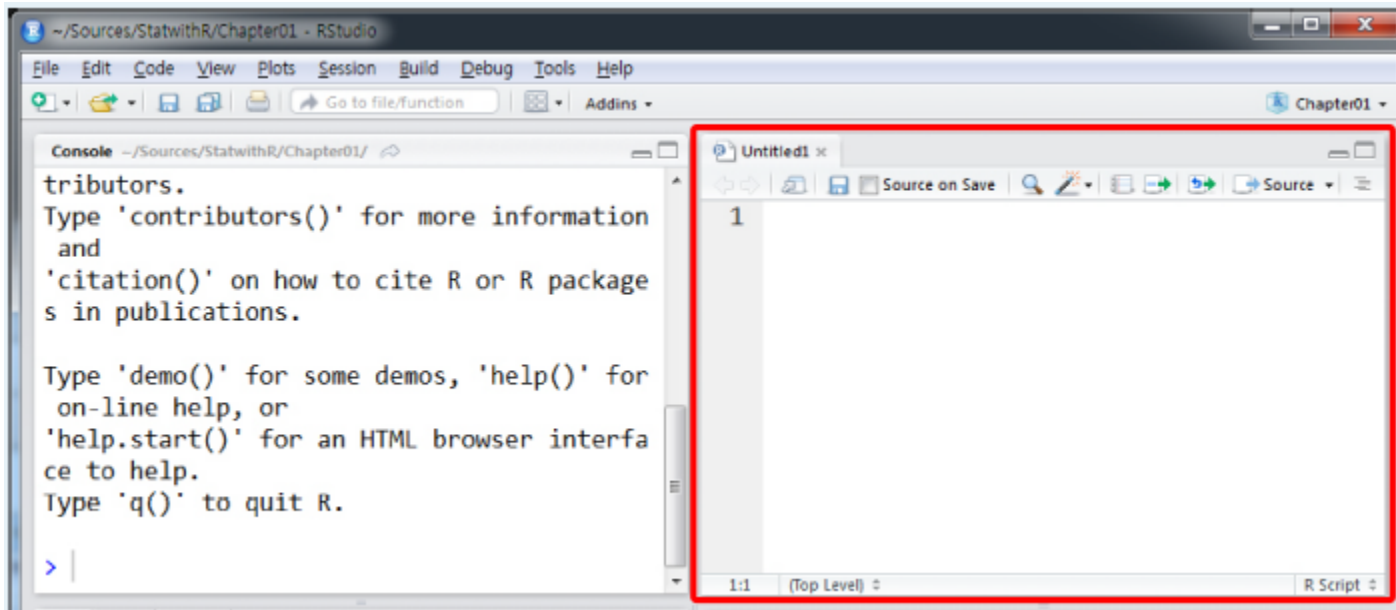 ~/Sources/StatwithR/Chapter01 - RStudio
File Edit Code View Plots Session Build Debug Tools Help
Go to file/function Addins Chapter01
Console ~/Sources/StatwithR/Chapter01/
tributors.
Type 'contributors()' for more information
and
'citation()' on how to cite R or R package
s in publications.
Type 'demo()' for some demos, 'help()' for
on-line help, or
'help.start()' for an HTML browser interfa
ce to help.
Type 'q()' to quit R.
>
Untitled1
Source on Save Source
1
1:1 (Top Level) R Script